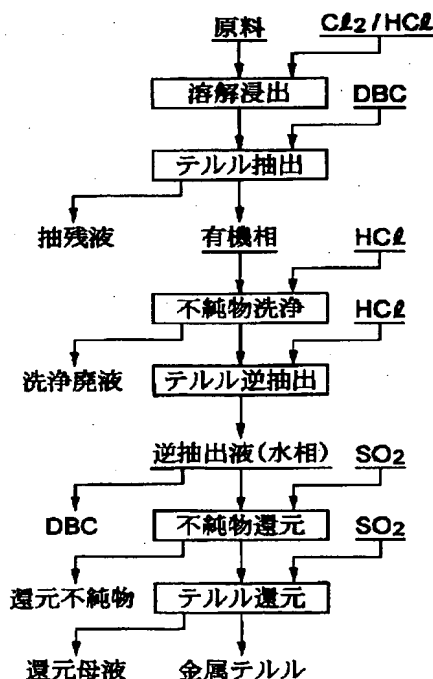 原料 Cl₂/HCl
溶解浸出 DBC
テルル抽出
抽残液 有機相 HCl
不純物洗浄 HCl
洗浄廃液 テルル逆抽出
逆抽出液(水相) SO₂
DBC 不純物還元 SO₂
還元不純物 テルル還元
還元母液 金属テルル